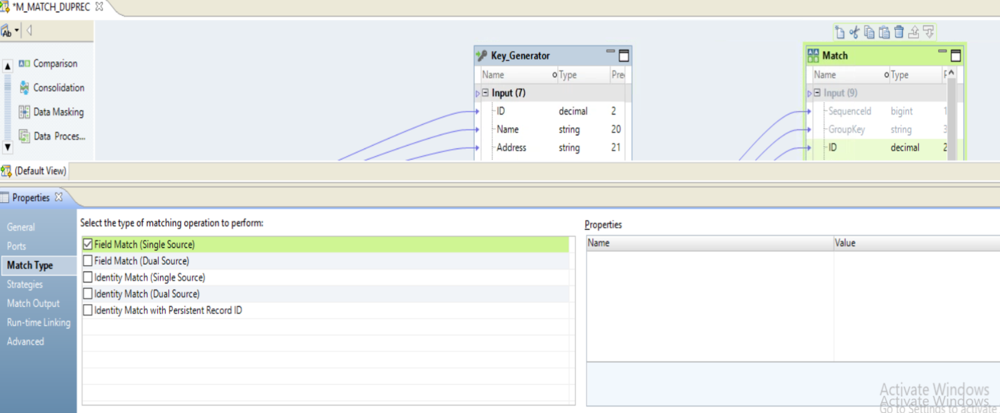 *M_MATCH_DUPREC
Ab
Comparison
Consolidation
Data Masking
Data Proces...
Key_Generator
Name Type Pre
Input (7)
ID decimal 2
Name string 20
Address string 21
Match
Name Type
Input (9)
SequenceId bigint 1
GroupKey string 3
ID decimal 2
(Default View)
Properties
General
Ports
Match Type
Strategies
Match Output
Run-time Linking
Advanced
Select the type of matching operation to perform:
Field Match (Single Source)
Field Match (Dual Source)
Identity Match (Single Source)
Identity Match (Dual Source)
Identity Match with Persistent Record ID
Properties
Name Value
Activate Windows
Activate Windows
Go to Settings to activate